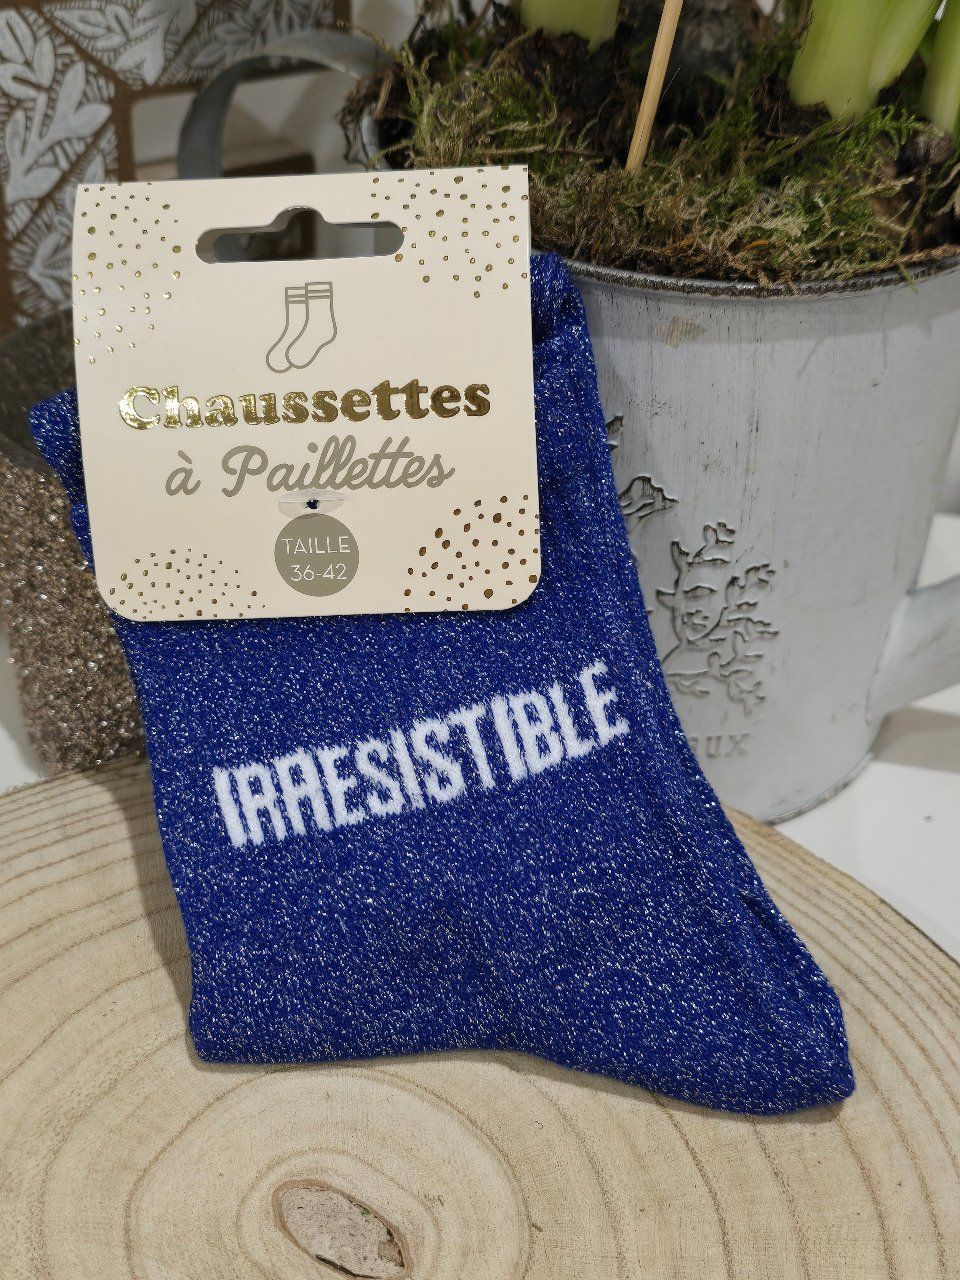 Chaussettes
à Paillettes
TAILLE
36-42
IRRESISTIBLE